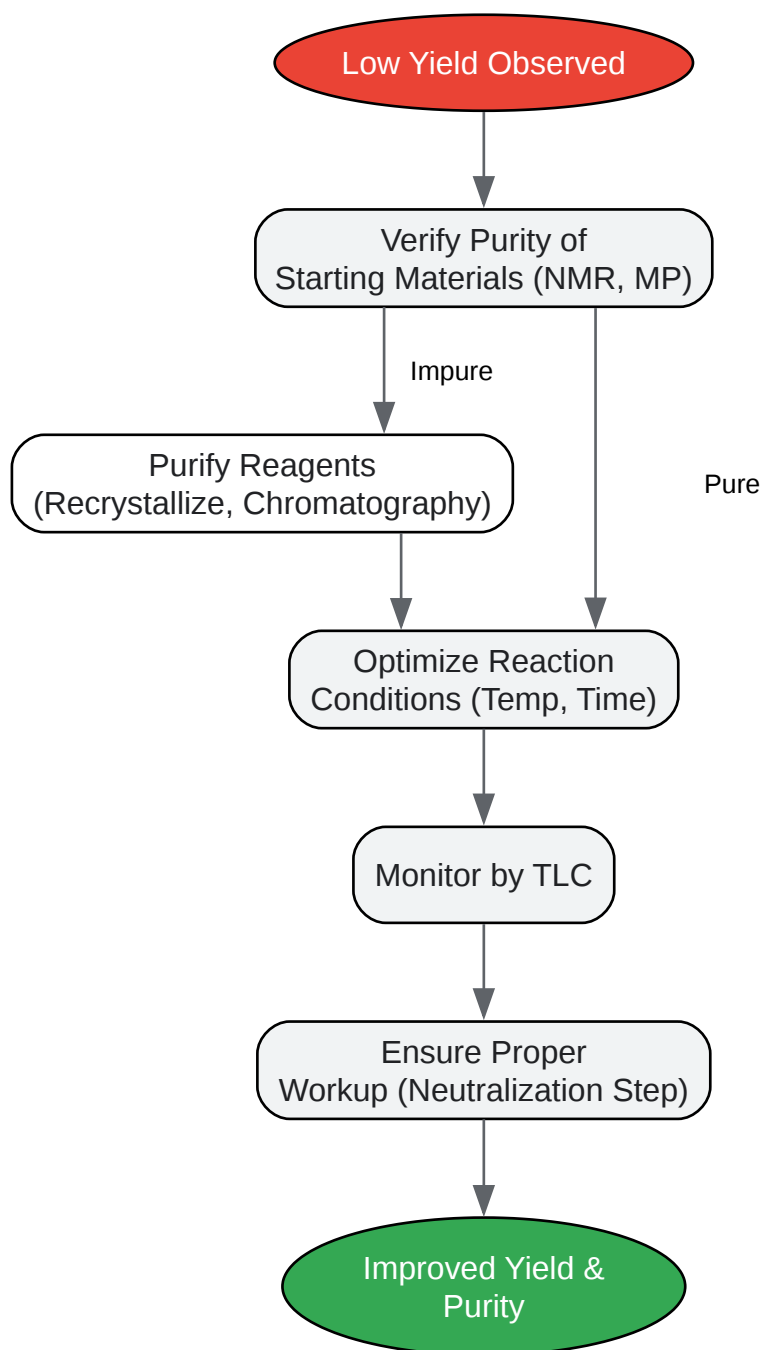 Low Yield Observed
Verify Purity of
Starting Materials (NMR, MP)
Impure
Purify Reagents
(Recrystallize, Chromatography)
Pure
Optimize Reaction
Conditions (Temp, Time)
Monitor by TLC
Ensure Proper
Workup (Neutralization Step)
Improved Yield &
Purity